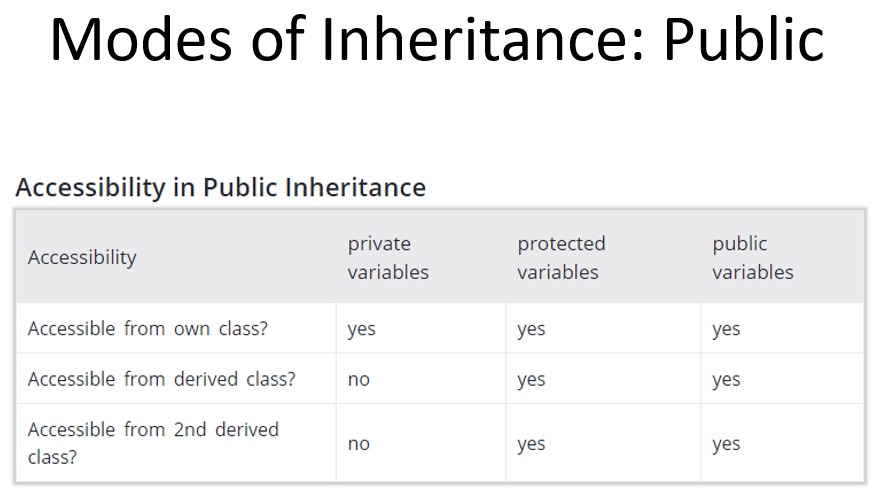 Modes of Inheritance: Public
Accessibility in Public Inheritance
Accessibility
private
variables
protected
variables
public
variables
Accessible from own class?
yes
yes
yes
Accessible from derived class?
no
yes
yes
Accessible from 2nd derived
class?
no
yes
yes